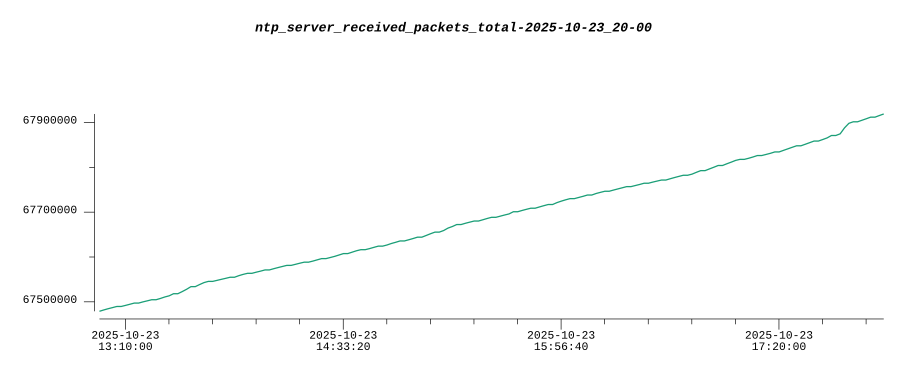 ntp_server_received_packets_total-2025-10-23_20-00
67900000
67700000
67500000
2025-10-23 2025-10-23 2025-10-23 2025-10-23
13:10:00 14:33:20 15:56:40 17:20:00